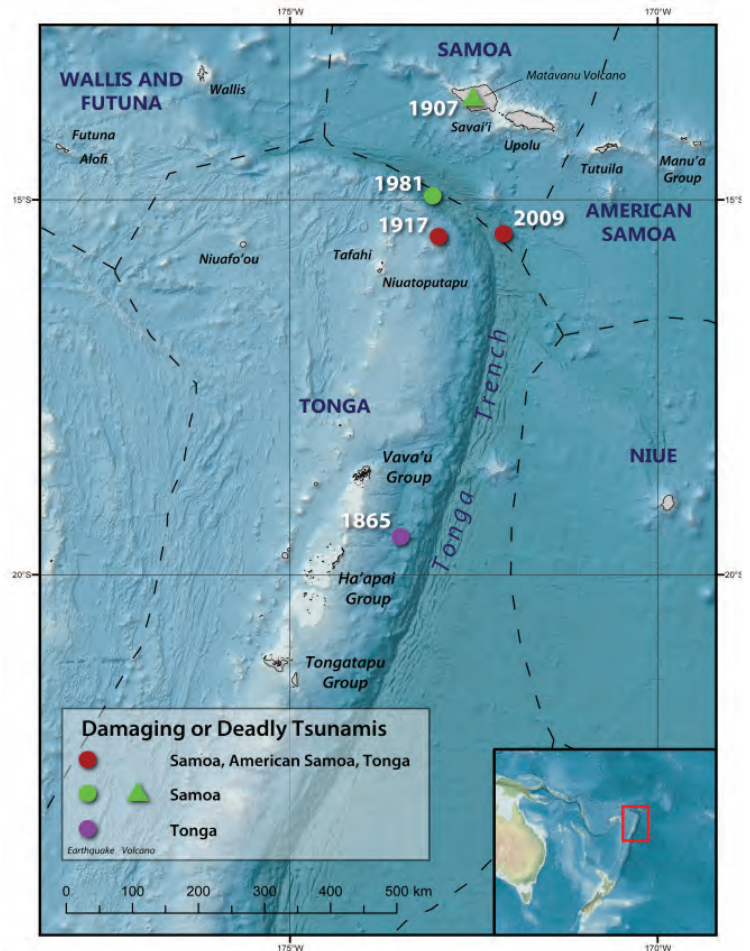 175°W
170°W
SAMOA
WALLIS AND
FUTUNA
Matavanu Volcano
Wallis
1907
Savai'i
Upolu
Futuna
Alofi
Tutuila
Manu'a
Group
1981
15°S
15°S
1917
2009
AMERICAN
SAMOA
Niuafo'ou
Tafahi
Niuatoputapu
Tonga Trench
TONGA
Vava'u
Group
NIUE
1865
20°S
20°S
Ha'apai
Group
Tongatapu
Group
Damaging or Deadly Tsunamis
Samoa, American Samoa, Tonga
Samoa
Tonga
Earthquake Volcano
0 100 200 300 400 500 km
175°W
170°W